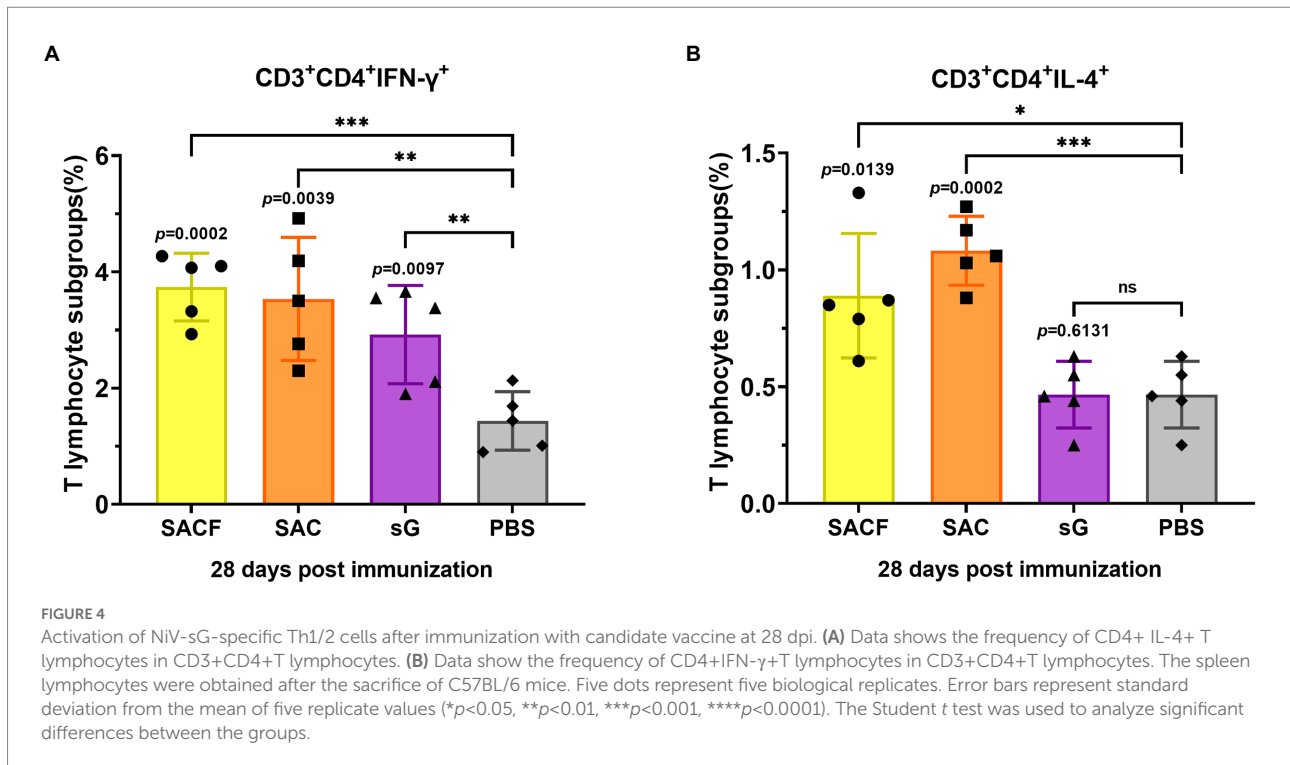 A
CD3+CD4+IFN-γ+
***
**
**
p=0.0002
p=0.0039
p=0.0097
T lymphocyte subgroups(%)
6
4
2
0
SACF SAC sG PBS
28 days post immunization
B
CD3+CD4+IL-4+
*
***
ns
p=0.0139
p=0.0002
p=0.6131
T lymphocyte subgroups(%)
1.5
1.0
0.5
0.0
SACF SAC sG PBS
28 days post immunization
FIGURE 4
Activation of NiV-sG-specific Th1/2 cells after immunization with candidate vaccine at 28 dpi. (A) Data shows the frequency of CD4+ IL-4+ T
lymphocytes in CD3+CD4+T lymphocytes. (B) Data show the frequency of CD4+IFN-γ+T lymphocytes in CD3+CD4+T lymphocytes. The spleen
lymphocytes were obtained after the sacrifice of C57BL/6 mice. Five dots represent five biological replicates. Error bars represent standard
deviation from the mean of five replicate values (*p<0.05, **p<0.01, ***p<0.001, ****p<0.0001). The Student t test was used to analyze significant
differences between the groups.